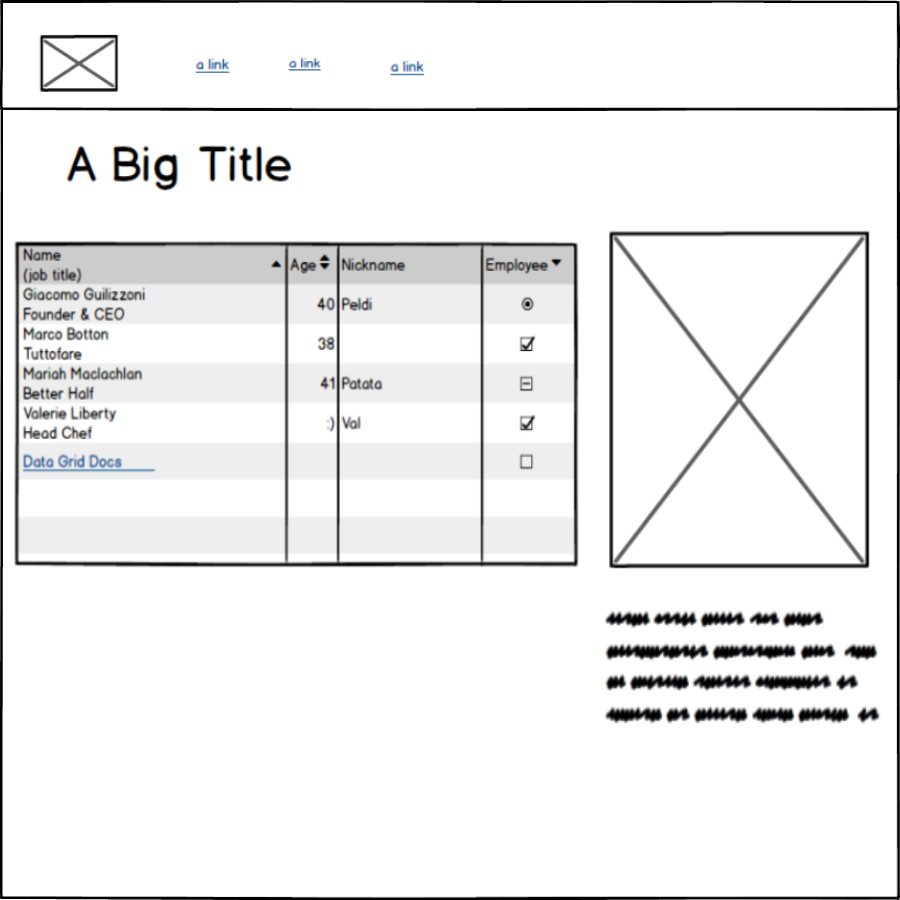 a link a link a link
A Big Title
Name
(job title)
Age Nickname Employee
Giacomo Guilizzoni
Founder & CEO
40 Peldi
Marco Botton
Tuttofare
38
Mariah Maclachlan
Better Half
41 Patata
Valerie Liberty
Head Chef
:) Val
Data Grid Docs